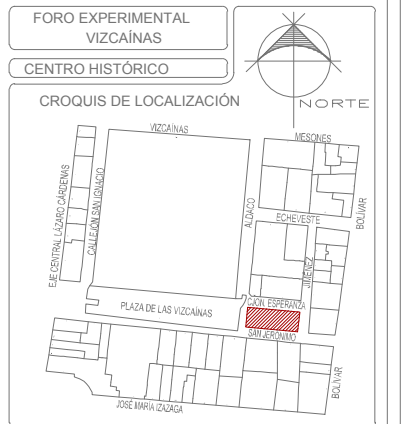 FORO EXPERIMENTAL
VIZCAÍNAS
CENTRO HISTÓRICO
CROQUIS DE LOCALIZACIÓN
NORTE
VIZCAÍNAS
MESONES
EJE CENTRAL LÁZARO CÁRDENAS
CALLEJÓN SAN IGNACIO
ALDACO
ECHEVESTE
BOLÍVAR
JIMÉNEZ
CJON. ESPERANZA
PLAZA DE LAS VIZCAÍNAS
SAN JERÓNIMO
BOLÍVAR
JOSÉ MARÍA IZAZAGA